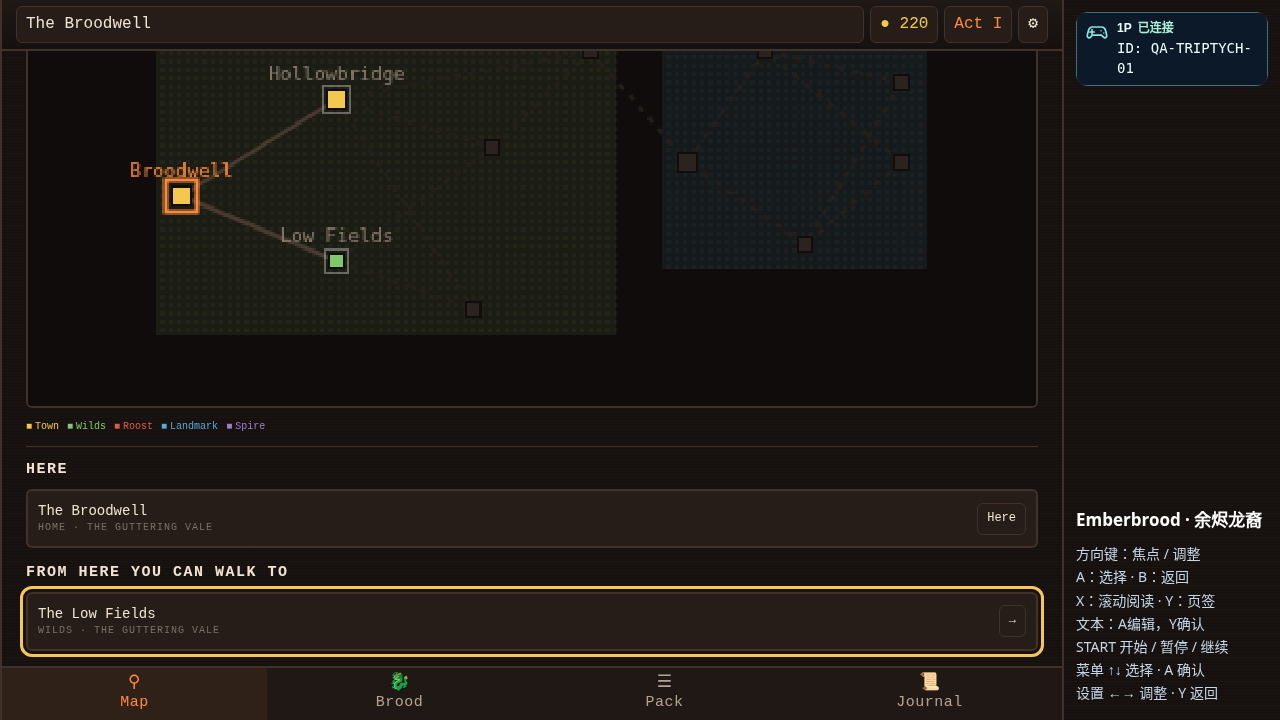 The Broodwell
● 220
Act I
⚙
1P 已连接
ID: QA-TRIPTYCH-
01
Hollowbridge
Broodwell
Low Fields
■ Town ■ Wilds ■ Roost ■ Landmark ■ Spire
HERE
The Broodwell
HOME · THE GUTTERING VALE
Here
FROM HERE YOU CAN WALK TO
The Low Fields
WILDS · THE GUTTERING VALE
→
Map
Brood
Pack
Journal
Emberbrood · 余烬龙裔
方向键：焦点 / 调整
A：选择 · B：返回
X：滚动阅读 · Y：页签
文本：A编辑，Y确认
START 开始 / 暂停 / 继续
菜单 ↑↓ 选择 · A 确认
设置 ←→ 调整 · Y 返回